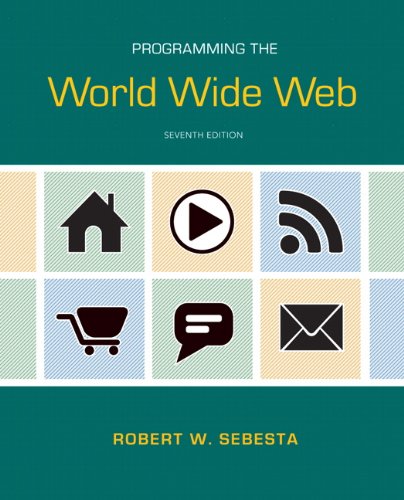 PROGRAMMING THE
World Wide Web
SEVENTH EDITION
ROBERT W. SEBESTA